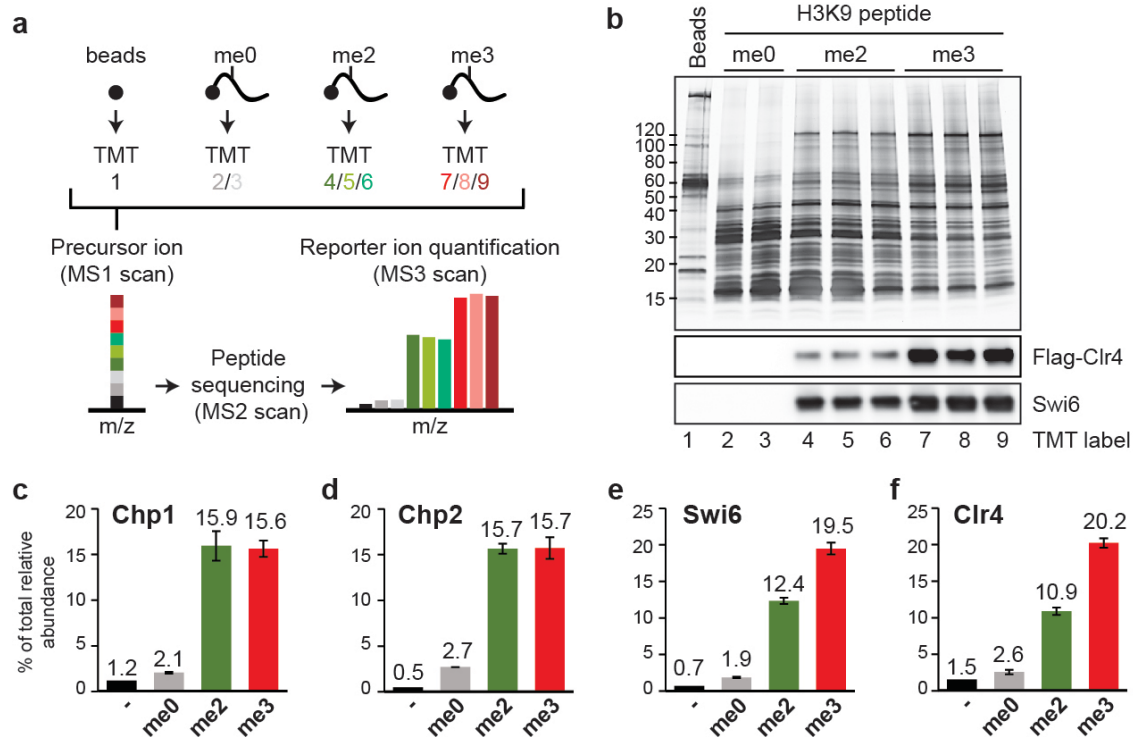 a
beads me0 me2 me3
TMT TMT TMT TMT
1 2/3 4/5/6 7/8/9
Precursor ion
(MS1 scan)
Reporter ion quantification
(MS3 scan)
Peptide
sequencing
(MS2 scan)
m/z m/z
b
H3K9 peptide
Beads
me0 me2 me3
120
100
80
60
50
40
30
20
15
Flag-Clr4
Swi6
1 2 3 4 5 6 7 8 9 TMT label
c
Chp1
% of total relative
abundance
20
15
10
5
0
1.2 2.1 15.9 15.6
- me0 me2 me3
d
Chp2
20
15
10
5
0
0.5 2.7 15.7 15.7
- me0 me2 me3
e
Swi6
25
20
15
10
5
0
0.7 1.9 12.4 19.5
- me0 me2 me3
f
Clr4
25
20
15
10
5
0
1.5 2.6 10.9 20.2
- me0 me2 me3